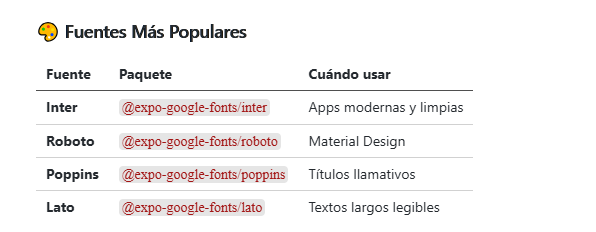 🎨 Fuentes Más Populares
Fuente Paquete Cuándo usar
Inter @expo-google-fonts/inter Apps modernas y limpias
Roboto @expo-google-fonts/roboto Material Design
Poppins @expo-google-fonts/poppins Títulos llamativos
Lato @expo-google-fonts/lato Textos largos legibles